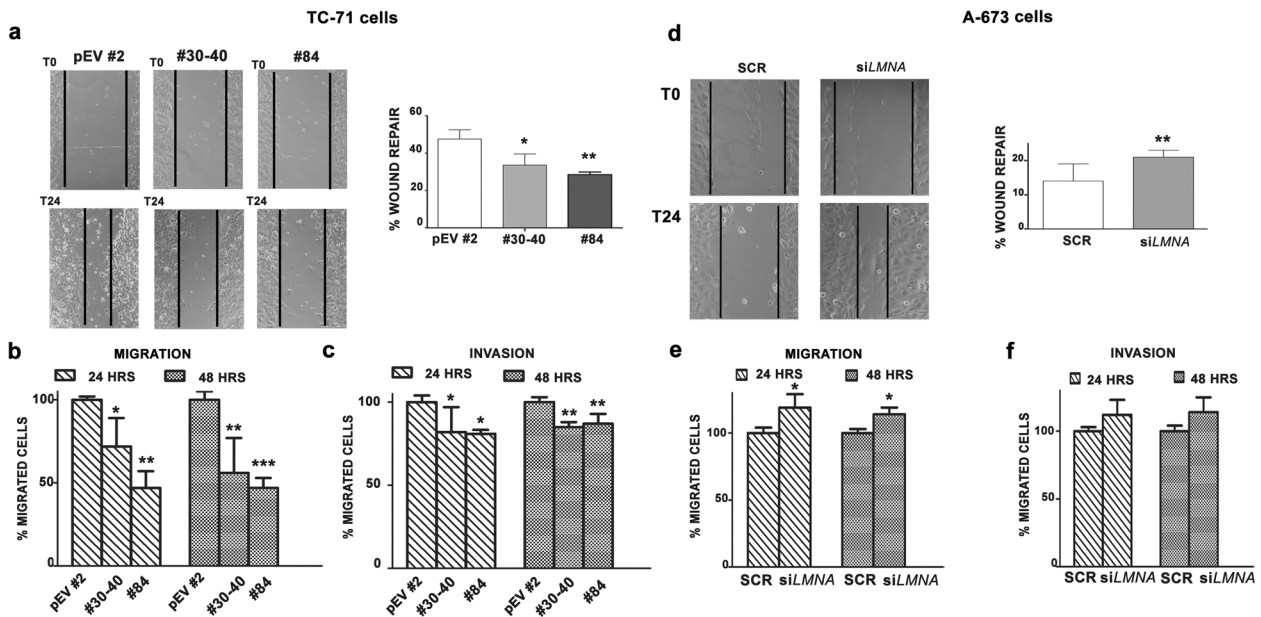 TC-71 cells
A-673 cells
a
pEV #2 #30-40 #84
T0 T0 T0
T24 T24 T24
% WOUND REPAIR
60
40
20
0
* **
pEV #2 #30-40 #84
d
SCR siLMNA
T0
T24
% WOUND REPAIR
20
10
0
**
SCR siLMNA
b
MIGRATION
24 HRS 48 HRS
% MIGRATED CELLS
100
50
0
* ** ** ***
pEV #2 #30-40 #84 pEV #2 #30-40 #84
c
INVASION
24 HRS 48 HRS
% MIGRATED CELLS
100
50
0
* * ** **
pEV #2 #30-40 #84 pEV #2 #30-40 #84
e
MIGRATION
24 HRS 48 HRS
% MIGRATED CELLS
100
50
0
* *
SCR siLMNA SCR siLMNA
f
INVASION
24 HRS 48 HRS
% MIGRATED CELLS
100
50
0
SCR siLMNA SCR siLMNA